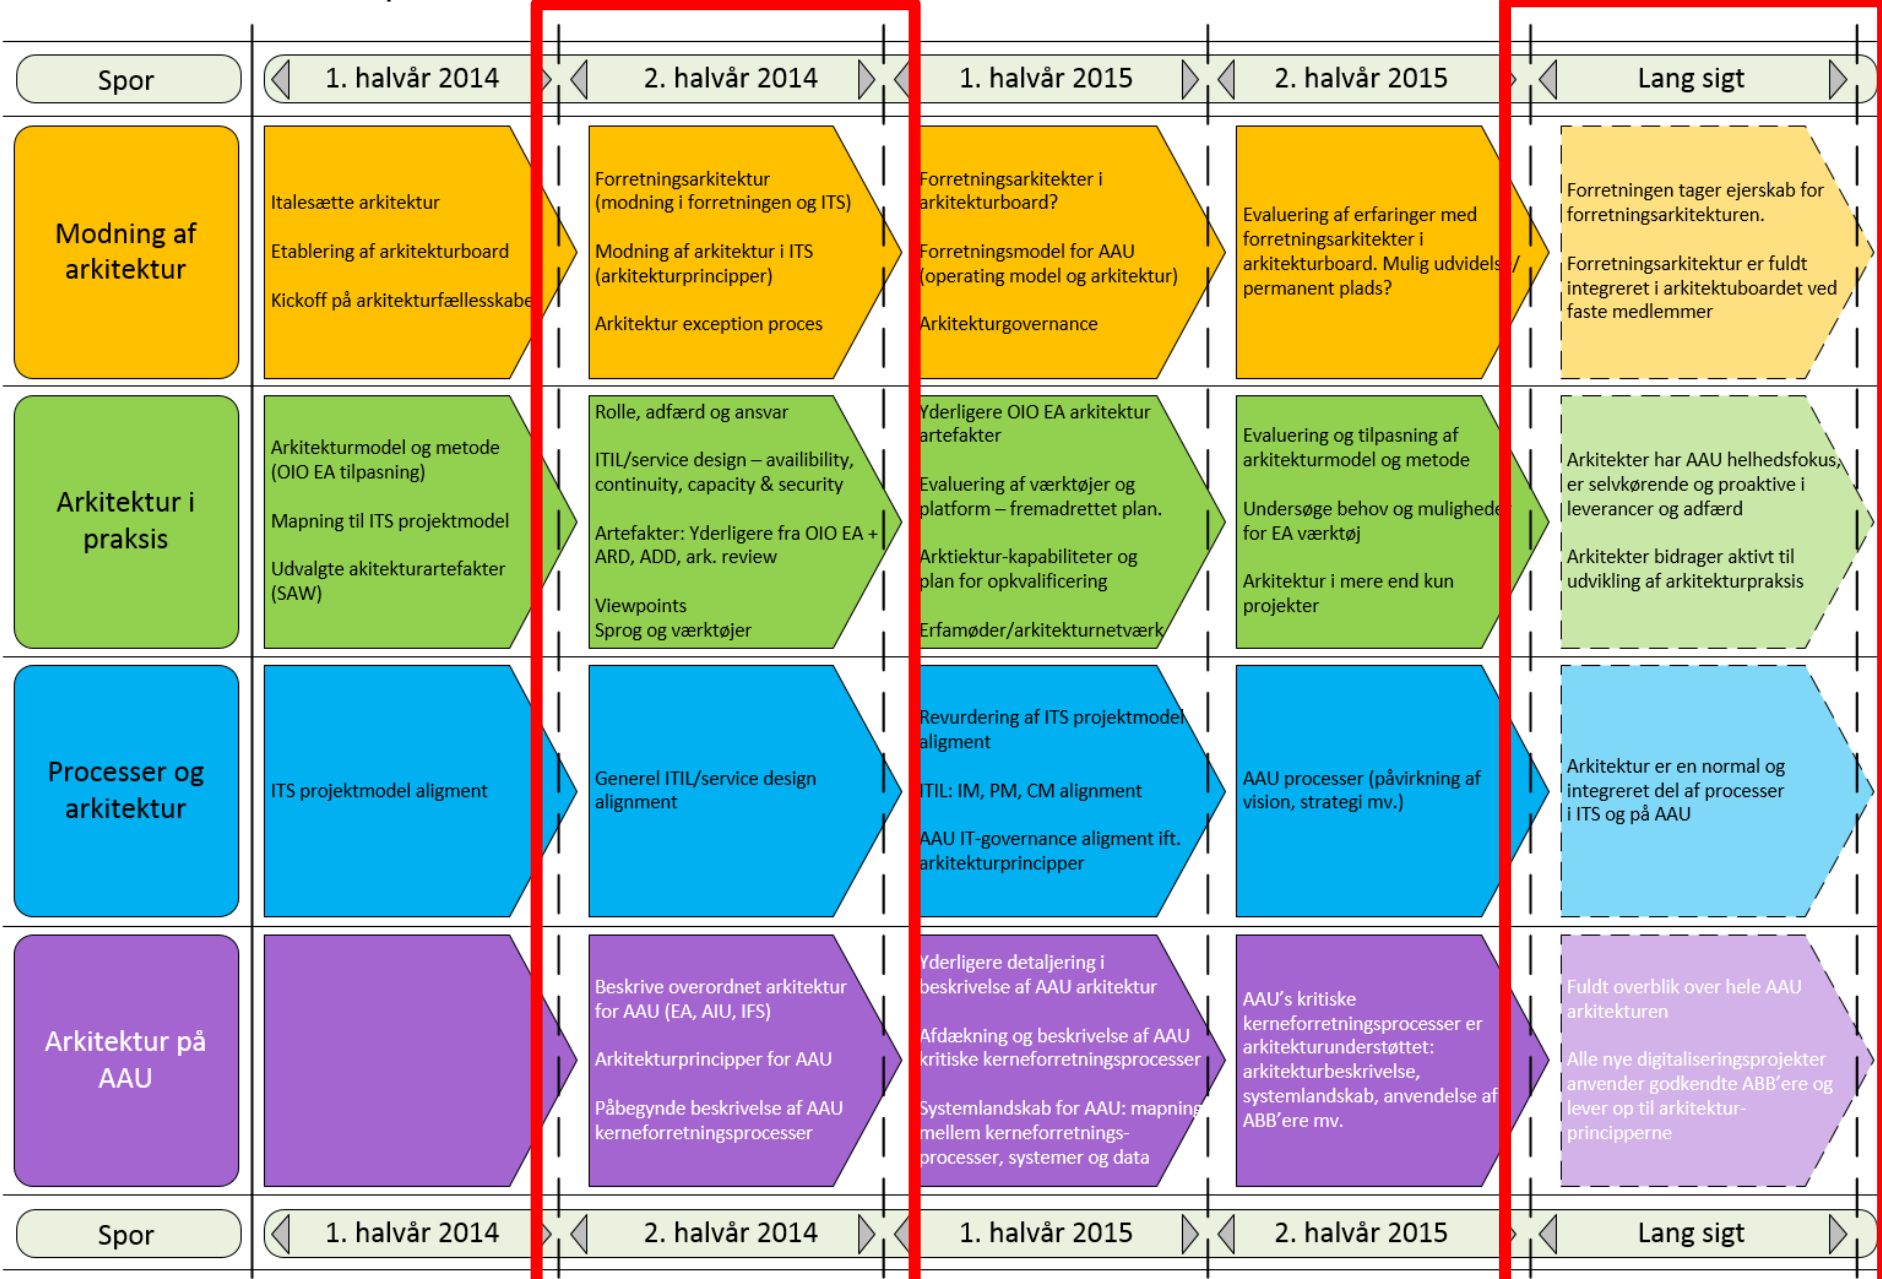 Spor
1. halvår 2014
2. halvår 2014
1. halvår 2015
2. halvår 2015
Lang sigt
Modning af
arkitektur
Italesætte arkitektur
Etablering af arkitekturboard
Kickoff på arkitekturfællesskabe
Forretningsarkitektur
(modning i forretningen og ITS)
Modning af arkitektur i ITS
(arkitekturprincipper)
Arkitektur exception proces
Forretningsarkitekter i
arkitekturboard?
Forretningsmodel for AAU
(operating model og arkitektur)
Arkitekturgovernance
Evaluering af erfaringer med
forretningsarkitekter i
arkitekturboard. Mulig udvidelse/
permanent plads?
Forretningen tager ejerskab for
forretningsarkitekturen.
Forretningsarkitektur er fuldt
integreret i arkitektuboardet ved
faste medlemmer
Arkitektur i
praksis
Arkitekturmodel og metode
(OIO EA tilpasning)
Mapning til ITS projektmodel
Udvalgte akitekturartefakter
(SAW)
Rolle, adfærd og ansvar
ITIL/service design – availibility,
continuity, capacity & security
Artefakter: Yderligere fra OIO EA +
ARD, ADD, ark. review
Viewpoints
Sprog og værktøjer
Yderligere OIO EA arkitektur
artefakter
Evaluering af værktøjer og
platform – fremadrettet plan.
Arktiektur-kapabiliteter og
plan for opkvalificering
Erfamøder/arkitekturnetværk
Evaluering og tilpasning af
arkitekturmodel og metode
Undersøge behov og mulighede
for EA værktøj
Arkitektur i mere end kun
projekter
Arkitekter har AAU helhedsfokus,
er selvkørende og proaktive i
leverancer og adfærd
Arkitekter bidrager aktivt til
udvikling af arkitekturpraksis
Processer og
arkitektur
ITS projektmodel aligment
Generel ITIL/service design
alignment
Revurdering af ITS projektmodel
aligment
ITIL: IM, PM, CM alignment
AAU IT-governance aligment ift.
arkitekturprincipper
AAU processer (påvirkning af
vision, strategi mv.)
Arkitektur er en normal og
integreret del af processer
i ITS og på AAU
Arkitektur på
AAU
Beskrive overordnet arkitektur
for AAU (EA, AIU, IFS)
Arkitekturprincipper for AAU
Påbegynde beskrivelse af AAU
kerneforretningsprocesser
Yderligere detaljering i
beskrivelse af AAU arkitektur
Afdækning og beskrivelse af AAU
kritiske kerneforretningsprocesser
Systemlandskab for AAU: mapning
mellem kerneforretnings-
processer, systemer og data
AAU's kritiske
kerneforretningsprocesser er
arkitekturunderstøttet:
arkitekturbeskrivelse,
systemlandskab, anvendelse af
ABB'ere mv.
Fuldt overblik over hele AAU
arkitekturen
Alle nye digitaliseringsprojekter
anvender godkendte ABB'ere og
lever op til arkitektur-
principperne
Spor
1. halvår 2014
2. halvår 2014
1. halvår 2015
2. halvår 2015
Lang sigt